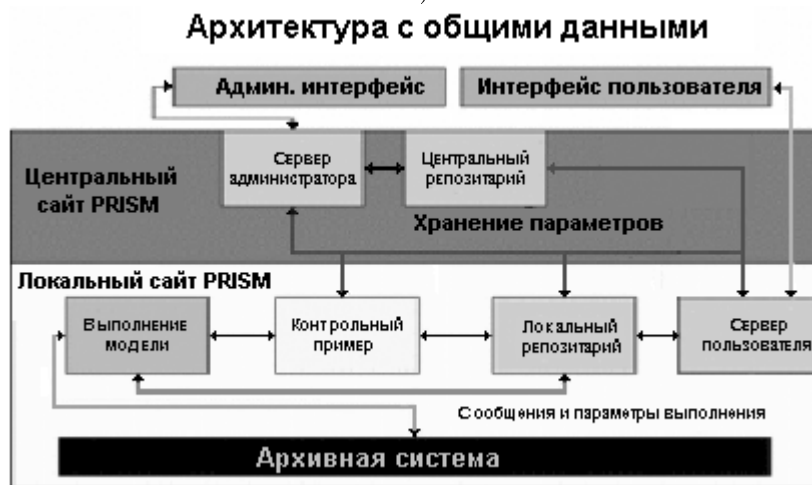 Архитектура с общими данными
Админ. интерфейс
Интерфейс пользователя
Центральный
сайт PRISM
Сервер
администратора
Центральный
репозитарий
Хранение параметров
Локальный сайт PRISM
Выполнение
модели
Контрольный
пример
Локальный
репозитарий
Сервер
пользователя
Сообщения и параметры выполнения
Архивная система